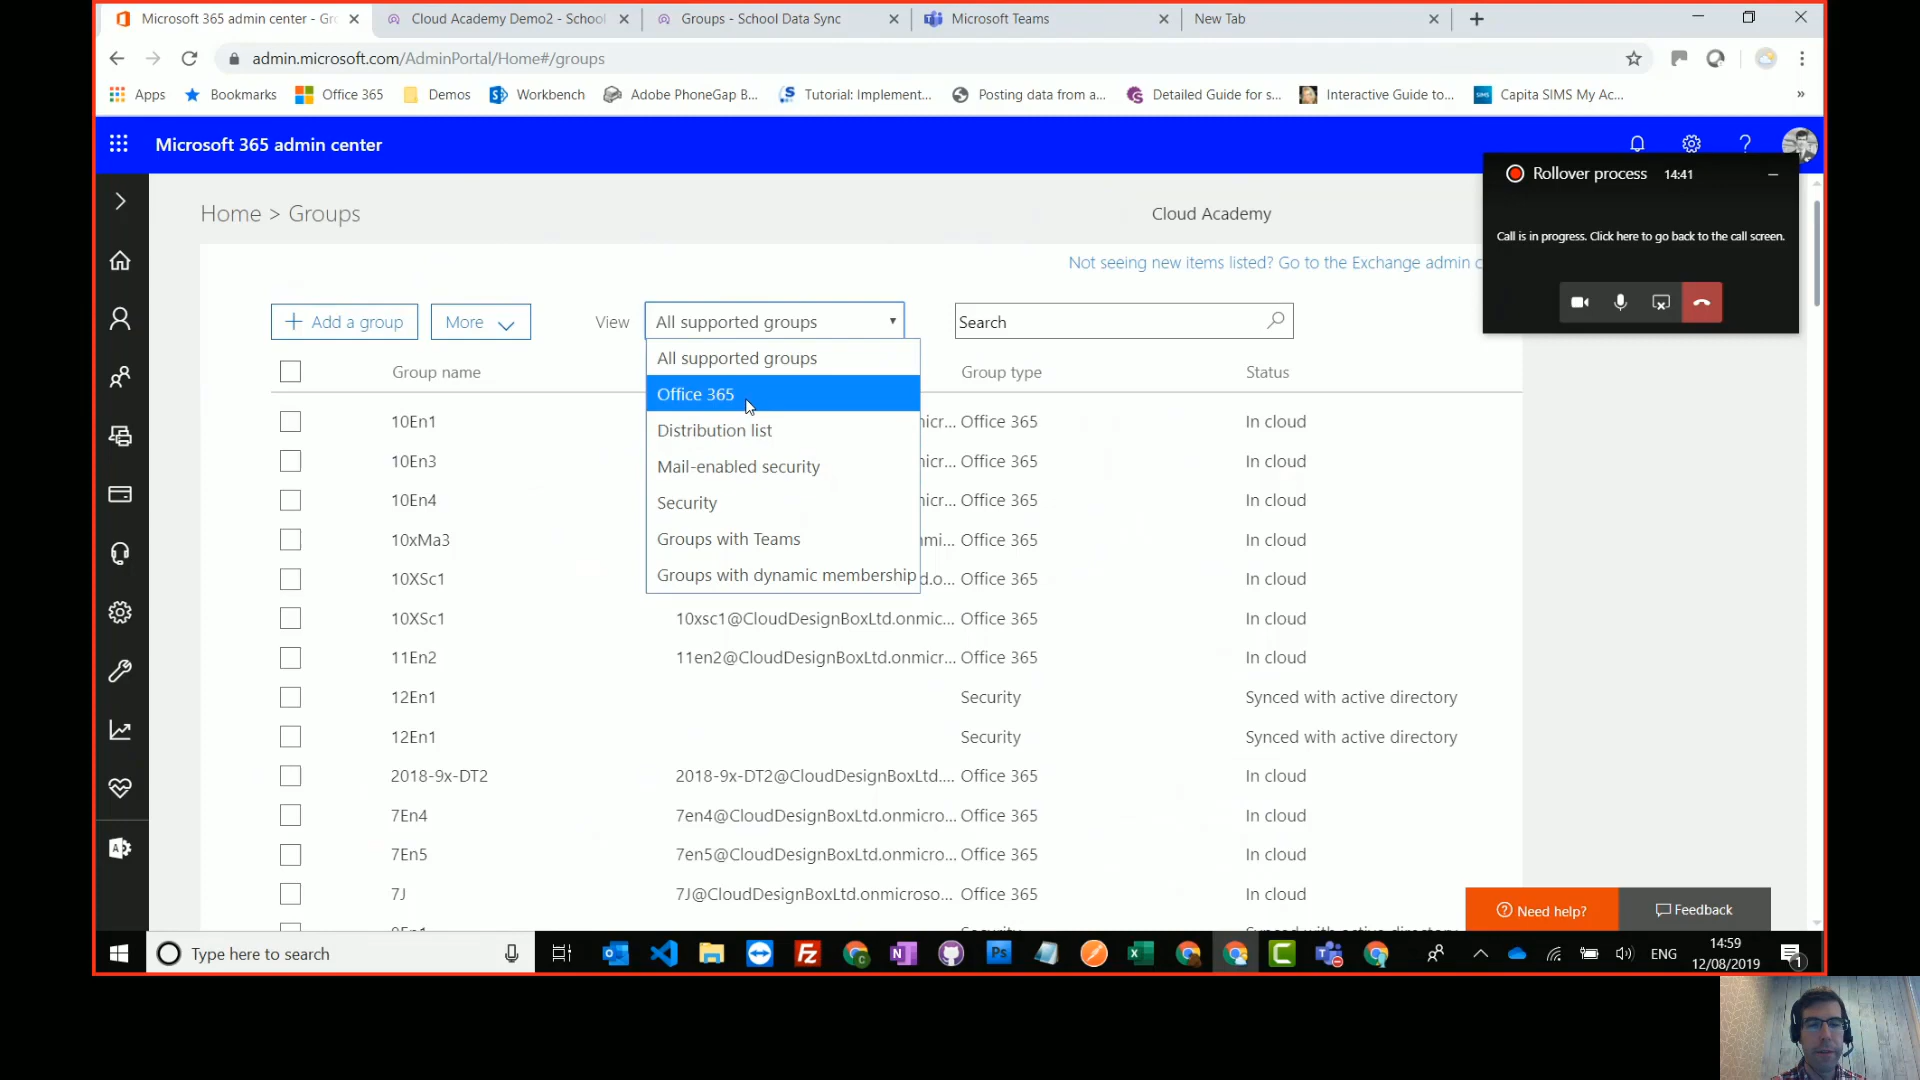 Microsoft 365 admin center - Gro
Cloud Academy Demo2 - School
Groups - School Data Sync
Microsoft Teams
New Tab
admin.microsoft.com/AdminPortal/Home#/groups
Apps
Bookmarks
Office 365
Demos
Workbench
Adobe PhoneGap B...
Tutorial: Implement...
Posting data from a...
Detailed Guide for s...
Interactive Guide to...
SIMS
Capita SIMS My Ac...
»
Microsoft 365 admin center
Rollover process 14:41
Call is in progress. Click here to go back to the call screen.
Home > Groups
Cloud Academy
Not seeing new items listed? Go to the Exchange admin c
Add a group
More
View
All supported groups
Search
All supported groups
Office 365
Distribution list
Mail-enabled security
Security
Groups with Teams
Groups with dynamic membership
Group name Group type Status
10En1 icr... Office 365 In cloud
10En3 icr... Office 365 In cloud
10En4 icr... Office 365 In cloud
10xMa3 mi... Office 365 In cloud
10XSc1 d.o... Office 365 In cloud
10XSc1 10xsc1@CloudDesignBoxLtd.onmic... Office 365 In cloud
11En2 11en2@CloudDesignBoxLtd.onmicr... Office 365 In cloud
12En1 Security Synced with active directory
12En1 Security Synced with active directory
2018-9x-DT2 2018-9x-DT2@CloudDesignBoxLtd.... Office 365 In cloud
7En4 7en4@CloudDesignBoxLtd.onmicro... Office 365 In cloud
7En5 7en5@CloudDesignBoxLtd.onmicro... Office 365 In cloud
7J 7J@CloudDesignBoxLtd.onmicroso... Office 365 In cloud
Need help?
Feedback
Type here to search
ENG
14:59
12/08/2019
1